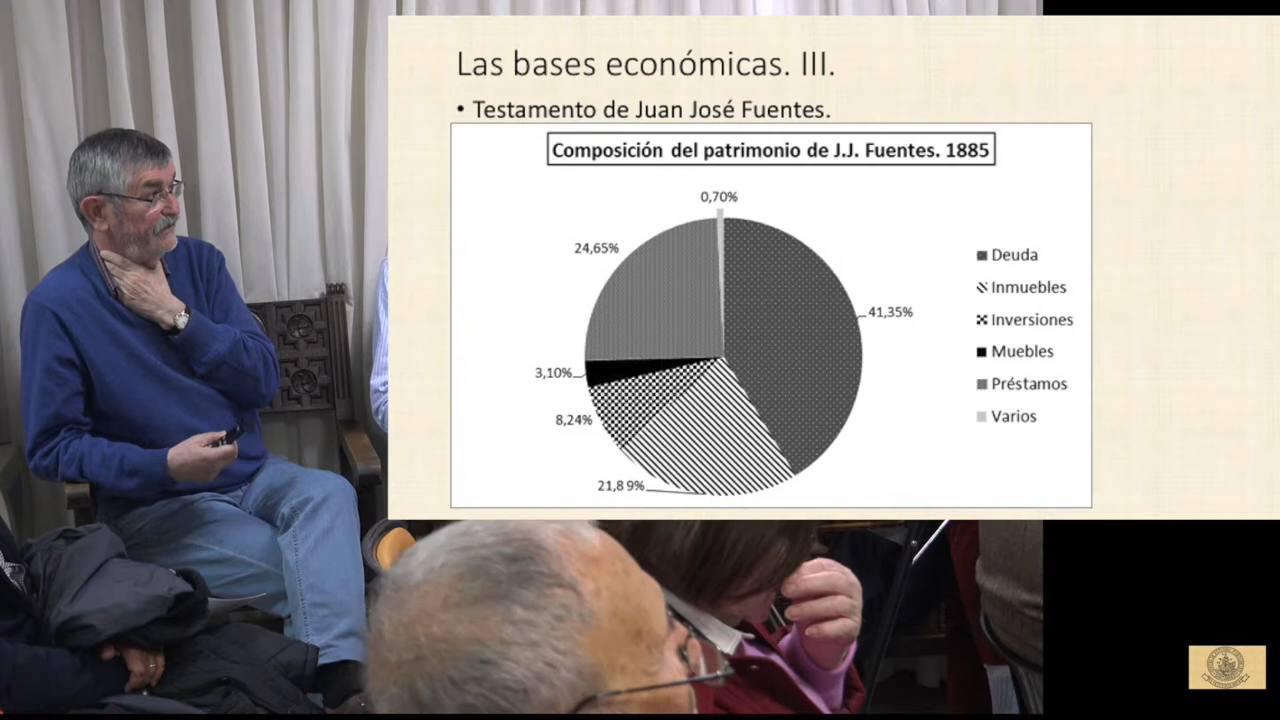 Las bases económicas. III.
• Testamento de Juan José Fuentes.
Composición del patrimonio de J.J. Fuentes. 1885
0,70%
24,65%
41,35%
3,10%
8,24%
21,8 9%
Deuda
Inmuebles
Inversiones
Muebles
Préstamos
Varios